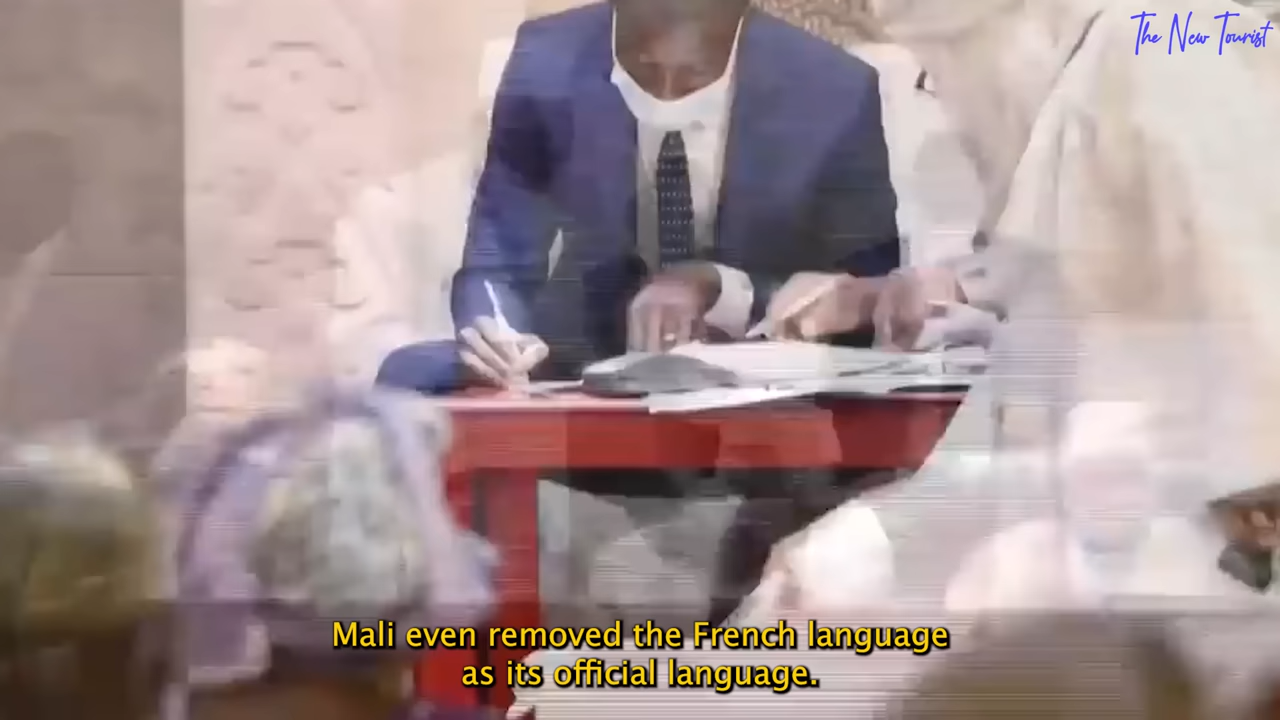 The New Tourist
Mali even removed the French language
as its official language.